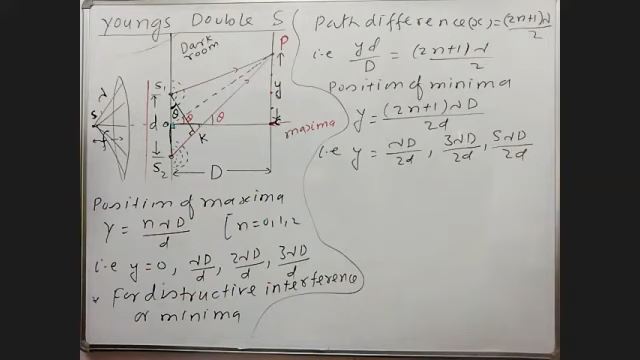 youngs Double S
Dark
room
P
λ
S1
S
d
θ
θ
θ
y
K
f
maxima
S2
D
Position of maxima
Y = nλD/d [n=0,1,2
i.e y=0, λD/d, 2λD/d, 3λD/d
* For distructive interference
or minima
Path difference(x) = (2n+1)λ/2
i.e yd/D = (2n+1)λ/2
Position of minima
y = (2n+1)λD/2d
i.e y = λD/2d, 3λD/2d, 5λD/2d